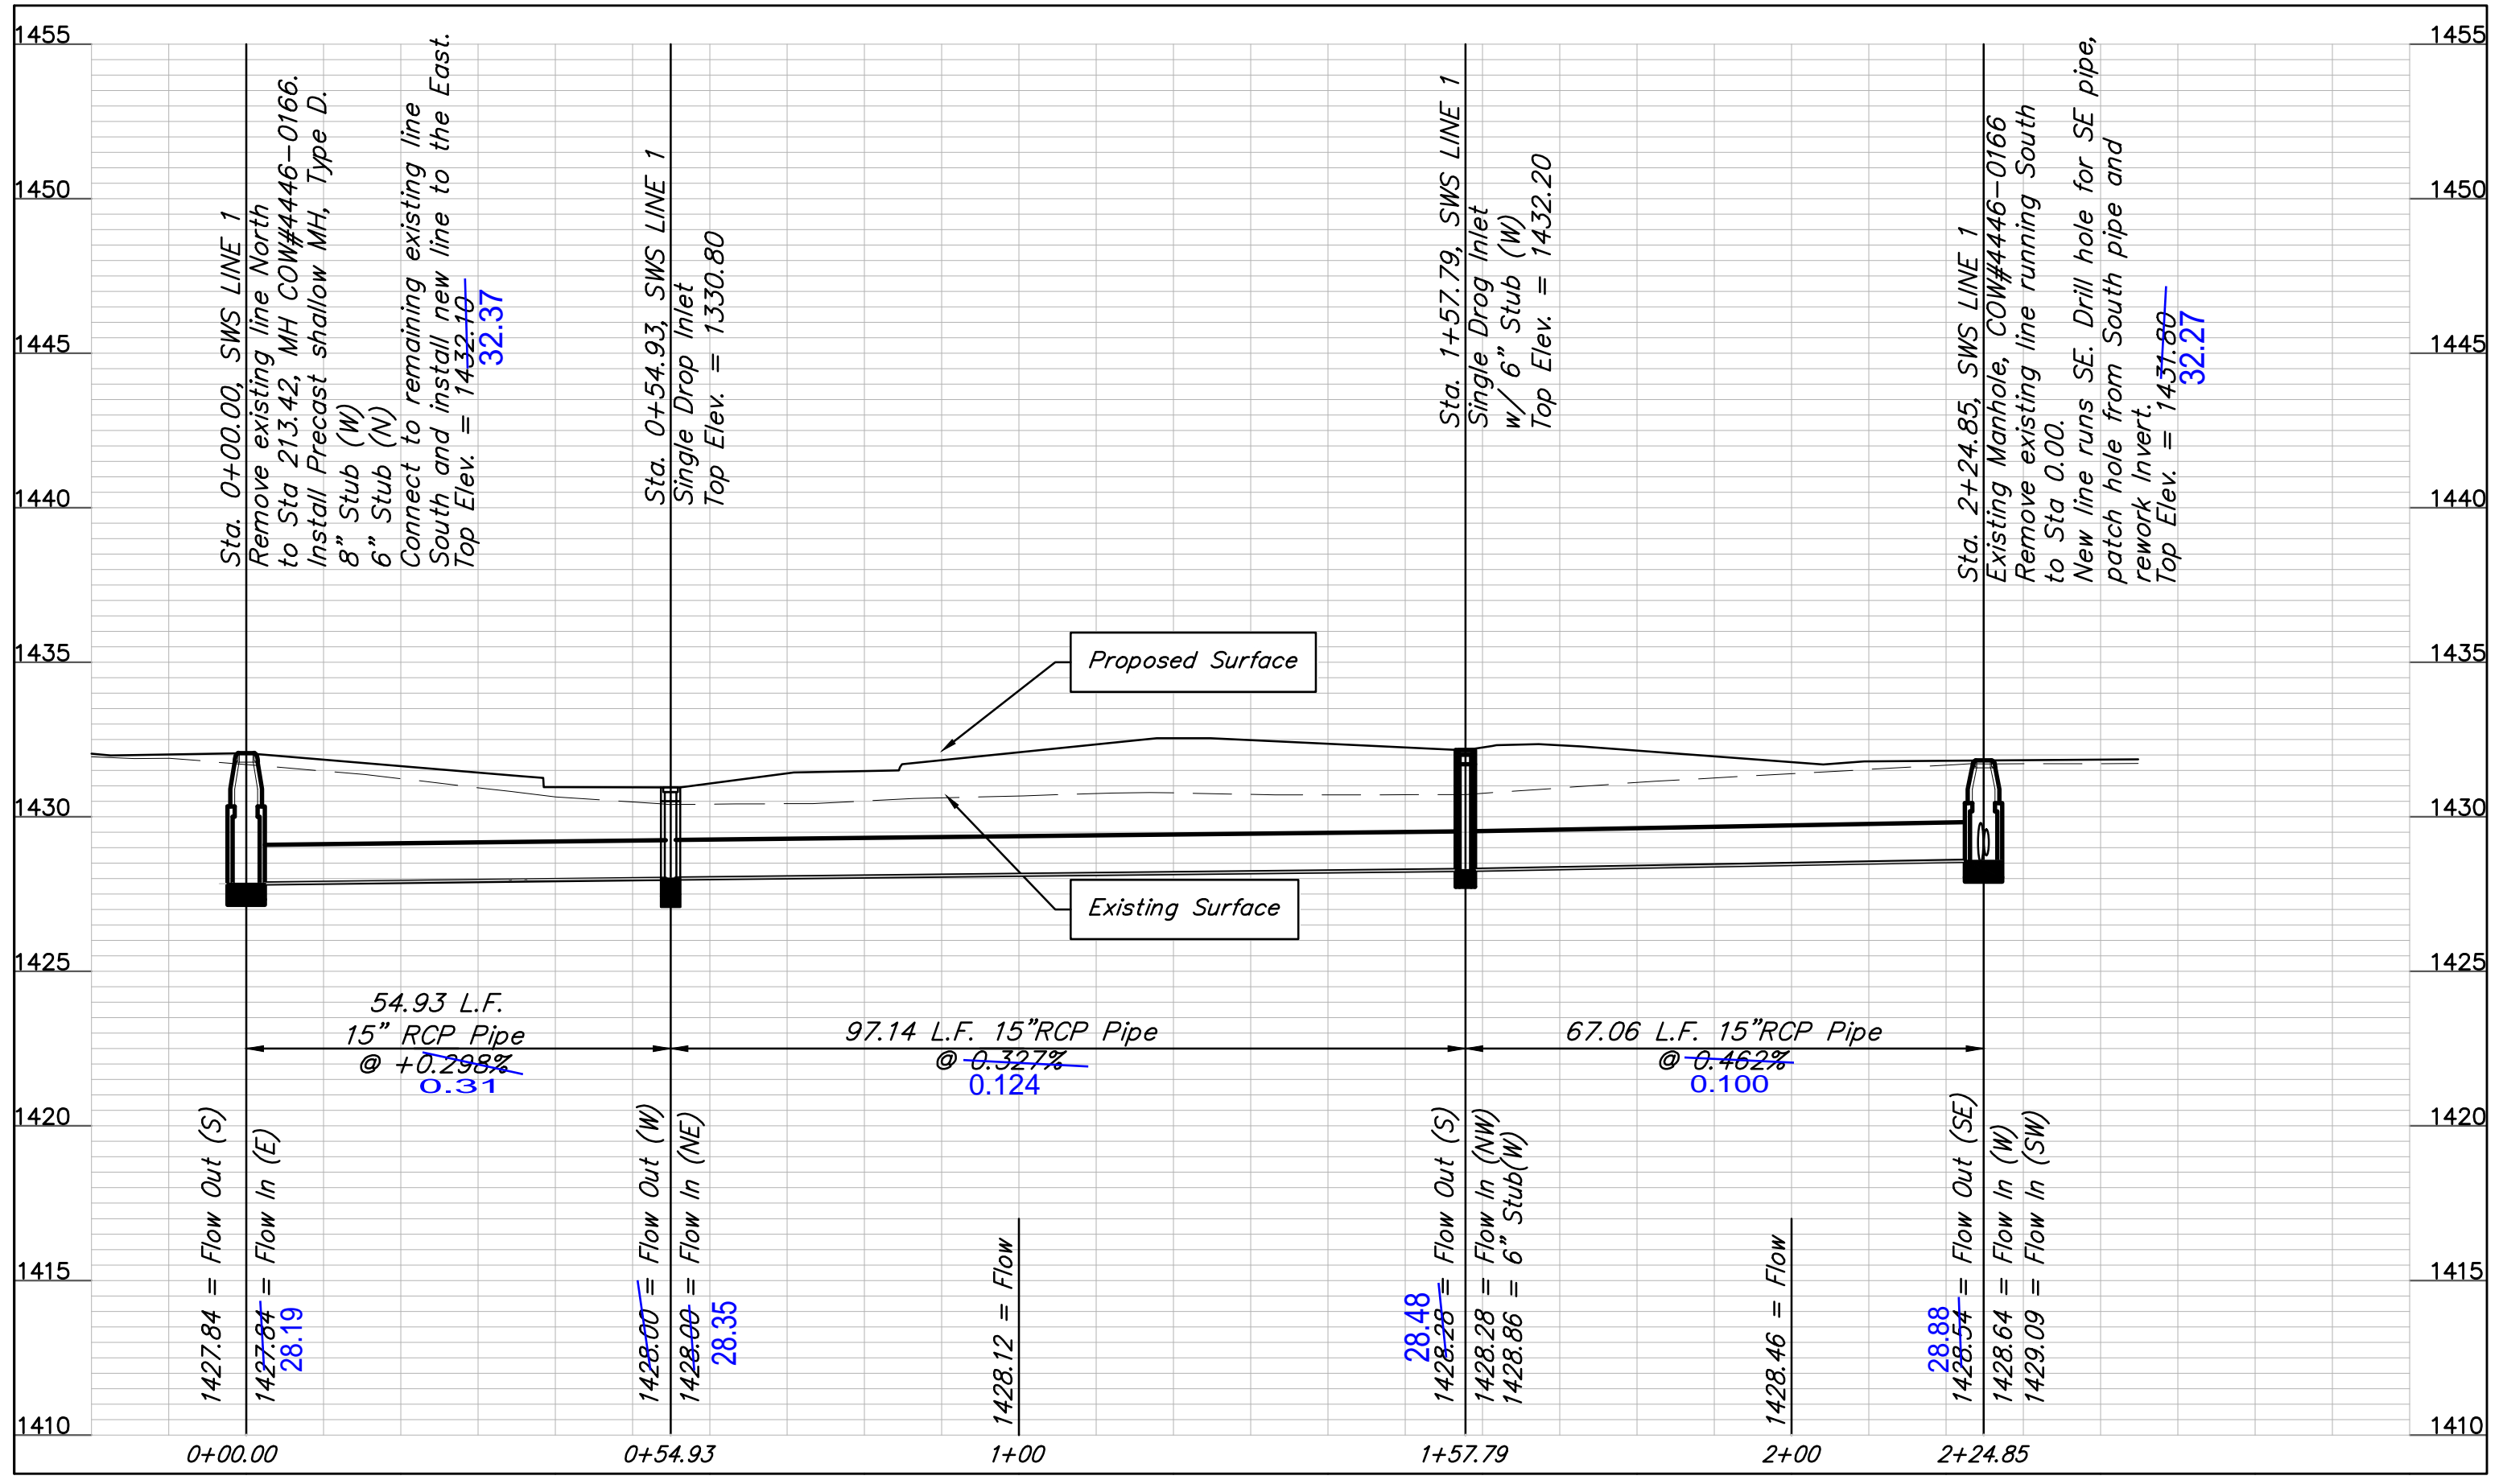 1455
1450
1445
1440
1435
1430
1425
1420
1415
1410
Sta. 0+00.00, SWS LINE 1
Remove existing line North
to Sta 213.42, MH COW#4446-0166.
Install Precast shallow MH, Type D.
8" Stub (W)
6" Stub (N)
Connect to remaining existing line
South and install new line to the East.
Top Elev. = 1432.10
32.37
Sta. 0+54.93, SWS LINE 1
Single Drop Inlet
Top Elev. = 1330.80
Sta. 1+57.79, SWS LINE 1
Single Drog Inlet
w/ 6" Stub (W)
Top Elev. = 1432.20
Sta. 2+24.85, SWS LINE 1
Existing Manhole, COW#4446-0166
Remove existing line running South
to Sta 0.00.
New line runs SE. Drill hole for SE pipe,
patch hole from South pipe and
rework Invert.
Top Elev. = 1431.80
32.27
1455
1450
1445
1440
1435
1430
1425
1420
1415
1410
Proposed Surface
Existing Surface
54.93 L.F.
15" RCP Pipe
@ +0.298%
0.31
97.14 L.F. 15"RCP Pipe
@ 0.327%
0.124
67.06 L.F. 15"RCP Pipe
@ 0.462%
0.100
1427.84 = Flow Out (S)
1427.84 = Flow In (E)
28.19
1428.00 = Flow Out (W)
1428.00 = Flow In (NE)
28.35
1428.12 = Flow
28.48
1428.28 = Flow Out (S)
1428.28 = Flow In (NW)
1428.86 = 6" Stub(W)
1428.46 = Flow
28.88
1428.54 = Flow Out (SE)
1428.64 = Flow In (W)
1429.09 = Flow In (SW)
0+00.00
0+54.93
1+00
1+57.79
2+00
2+24.85